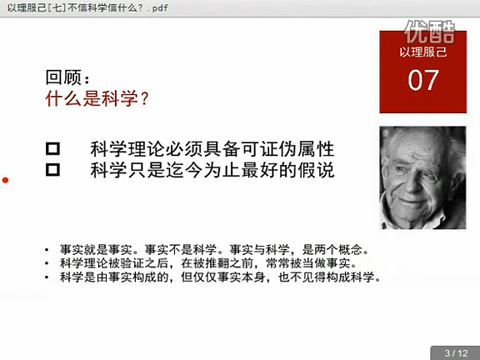 以理服己[七]不信科学信什么？.pdf
优酷
以理服己
07
回顾：
什么是科学？
科学理论必须具备可证伪属性
科学只是迄今为止最好的假说
• 事实就是事实。事实不是科学。事实与科学，是两个概念。
• 科学理论被验证之后，在被推翻之前，常常被当做事实。
• 科学是由事实构成的，但仅仅事实本身，也不见得构成科学。
3 / 12